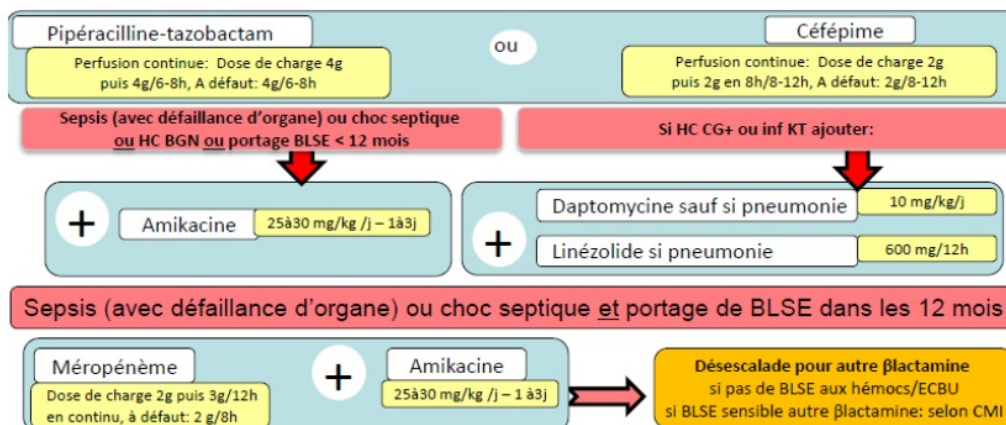 Pipéracilline-tazobactam
Perfusion continue: Dose de charge 4g
puis 4g/6-8h, A défaut: 4g/6-8h
ou
Céfépime
Perfusion continue: Dose de charge 2g
puis 2g en 8h/8-12h, A défaut: 2g/8-12h
Sepsis (avec défaillance d'organe) ou choc septique
ou HC BGN ou portage BLSE < 12 mois
Si HC CG+ ou inf KT ajouter:
+
Amikacine
25à30 mg/kg /j – 1à3j
+
Daptomycine sauf si pneumonie
10 mg/kg/j
Linézolide si pneumonie
600 mg/12h
Sepsis (avec défaillance d'organe) ou choc septique et portage de BLSE dans les 12 mois
Méropénème
Dose de charge 2g puis 3g/12h
en continu, à défaut: 2 g/8h
+
Amikacine
25à30 mg/kg /j – 1 à3j
Désescalade pour autre βlactamine
si pas de BLSE aux hémocs/ECBU
si BLSE sensible autre βlactamine: selon CMI